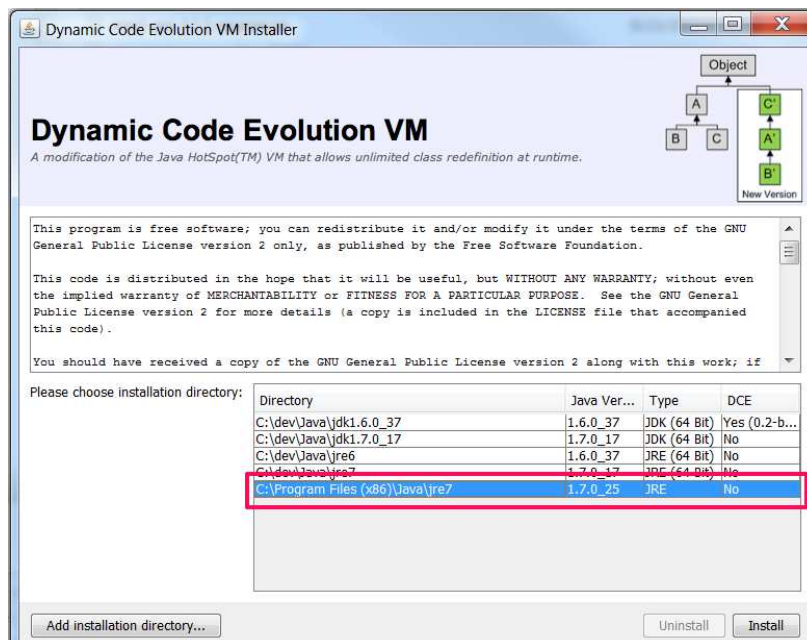 Dynamic Code Evolution VM Installer
Dynamic Code Evolution VM
A modification of the Java HotSpot(TM) VM that allows unlimited class redefinition at runtime.
Object
A
C'
B
C
A'
B'
New Version
This program is free software; you can redistribute it and/or modify it under the terms of the GNU
General Public License version 2 only, as published by the Free Software Foundation.
This code is distributed in the hope that it will be useful, but WITHOUT ANY WARRANTY; without even
the implied warranty of MERCHANTABILITY or FITNESS FOR A PARTICULAR PURPOSE.  See the GNU General
Public License version 2 for more details (a copy is included in the LICENSE file that accompanied
this code).
You should have received a copy of the GNU General Public License version 2 along with this work; if
Please choose installation directory:
Directory Java Ver... Type DCE
C:\dev\Java\jdk1.6.0_37 1.6.0_37 JDK (64 Bit) Yes (0.2-b...
C:\dev\Java\jdk1.7.0_17 1.7.0_17 JDK (64 Bit) No
C:\dev\Java\jre6 1.6.0_37 JRE (64 Bit) No
C:\dev\Java\jre7 1.7.0_17 JRE (64 Bit) No
C:\Program Files (x86)\Java\jre7 1.7.0_25 JRE No
Add installation directory... Uninstall Install